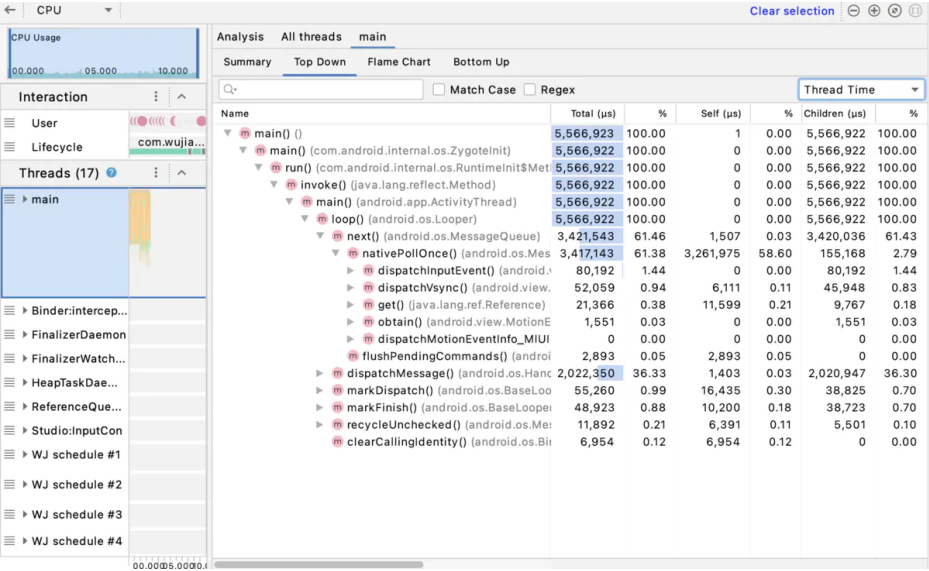 CPU
Clear selection
CPU Usage
00.000 05.000 10.000
Interaction
User
Lifecycle
com.wujia...
Threads (17)
main
Binder:intercep...
FinalizerDaemon
FinalizerWatch...
HeapTaskDae...
ReferenceQue...
Studio:InputCon
WJ schedule #1
WJ schedule #2
WJ schedule #3
WJ schedule #4
Analysis All threads main
Summary Top Down Flame Chart Bottom Up
Match Case Regex Thread Time
Name Total (μs) % Self (μs) % Children (μs) %
main() () 5,566,923 100.00 1 0.00 5,566,922 100.00
main() (com.android.internal.os.ZygoteInit) 5,566,922 100.00 0 0.00 5,566,922 100.00
run() (com.android.internal.os.RuntimeInit$Met 5,566,922 100.00 0 0.00 5,566,922 100.00
invoke() (java.lang.reflect.Method) 5,566,922 100.00 0 0.00 5,566,922 100.00
main() (android.app.ActivityThread) 5,566,922 100.00 0 0.00 5,566,922 100.00
loop() (android.os.Looper) 5,566,922 100.00 0 0.00 5,566,922 100.00
next() (android.os.MessageQueue) 3,421,543 61.46 1,507 0.03 3,420,036 61.43
nativePollOnce() (android.os.Mes 3,417,143 61.38 3,261,975 58.60 155,168 2.79
dispatchInputEvent() (android. 80,192 1.44 0 0.00 80,192 1.44
dispatchVsync() (android.view. 52,059 0.94 6,111 0.11 45,948 0.83
get() (java.lang.ref.Reference) 21,366 0.38 11,599 0.21 9,767 0.18
obtain() (android.view.MotionE 1,551 0.03 0 0.00 1,551 0.03
dispatchMotionEventInfo_MIUI 0 0.00 0 0.00 0 0.00
flushPendingCommands() (androi 2,893 0.05 2,893 0.05 0 0.00
dispatchMessage() (android.os.Hand 2,022,350 36.33 1,403 0.03 2,020,947 36.30
markDispatch() (android.os.BaseLoo 55,260 0.99 16,435 0.30 38,825 0.70
markFinish() (android.os.BaseLooper 48,923 0.88 10,200 0.18 38,723 0.70
recycleUnchecked() (android.os.Mes 11,892 0.21 6,391 0.11 5,501 0.10
clearCallingIdentity() (android.os.Bin 6,954 0.12 6,954 0.12 0 0.00